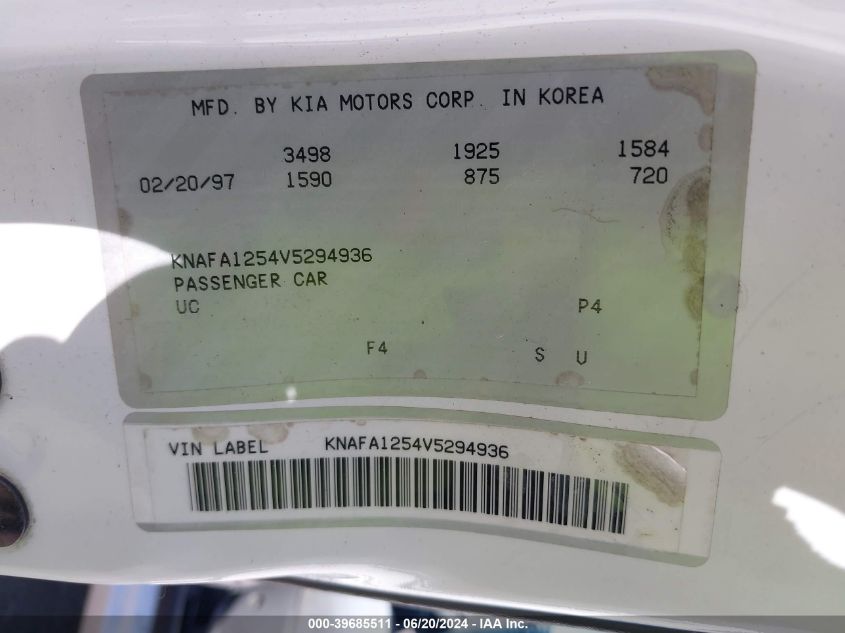 MFD. BY KIA MOTORS CORP. IN KOREA
3498 1925 1584
02/20/97 1590 875 720
KNAFA1254V5294936
PASSENGER CAR
UC P4
F4 S U
VIN LABEL KNAFA1254V5294936
000-39685511 / 06/20/2024 / IAA Inc.